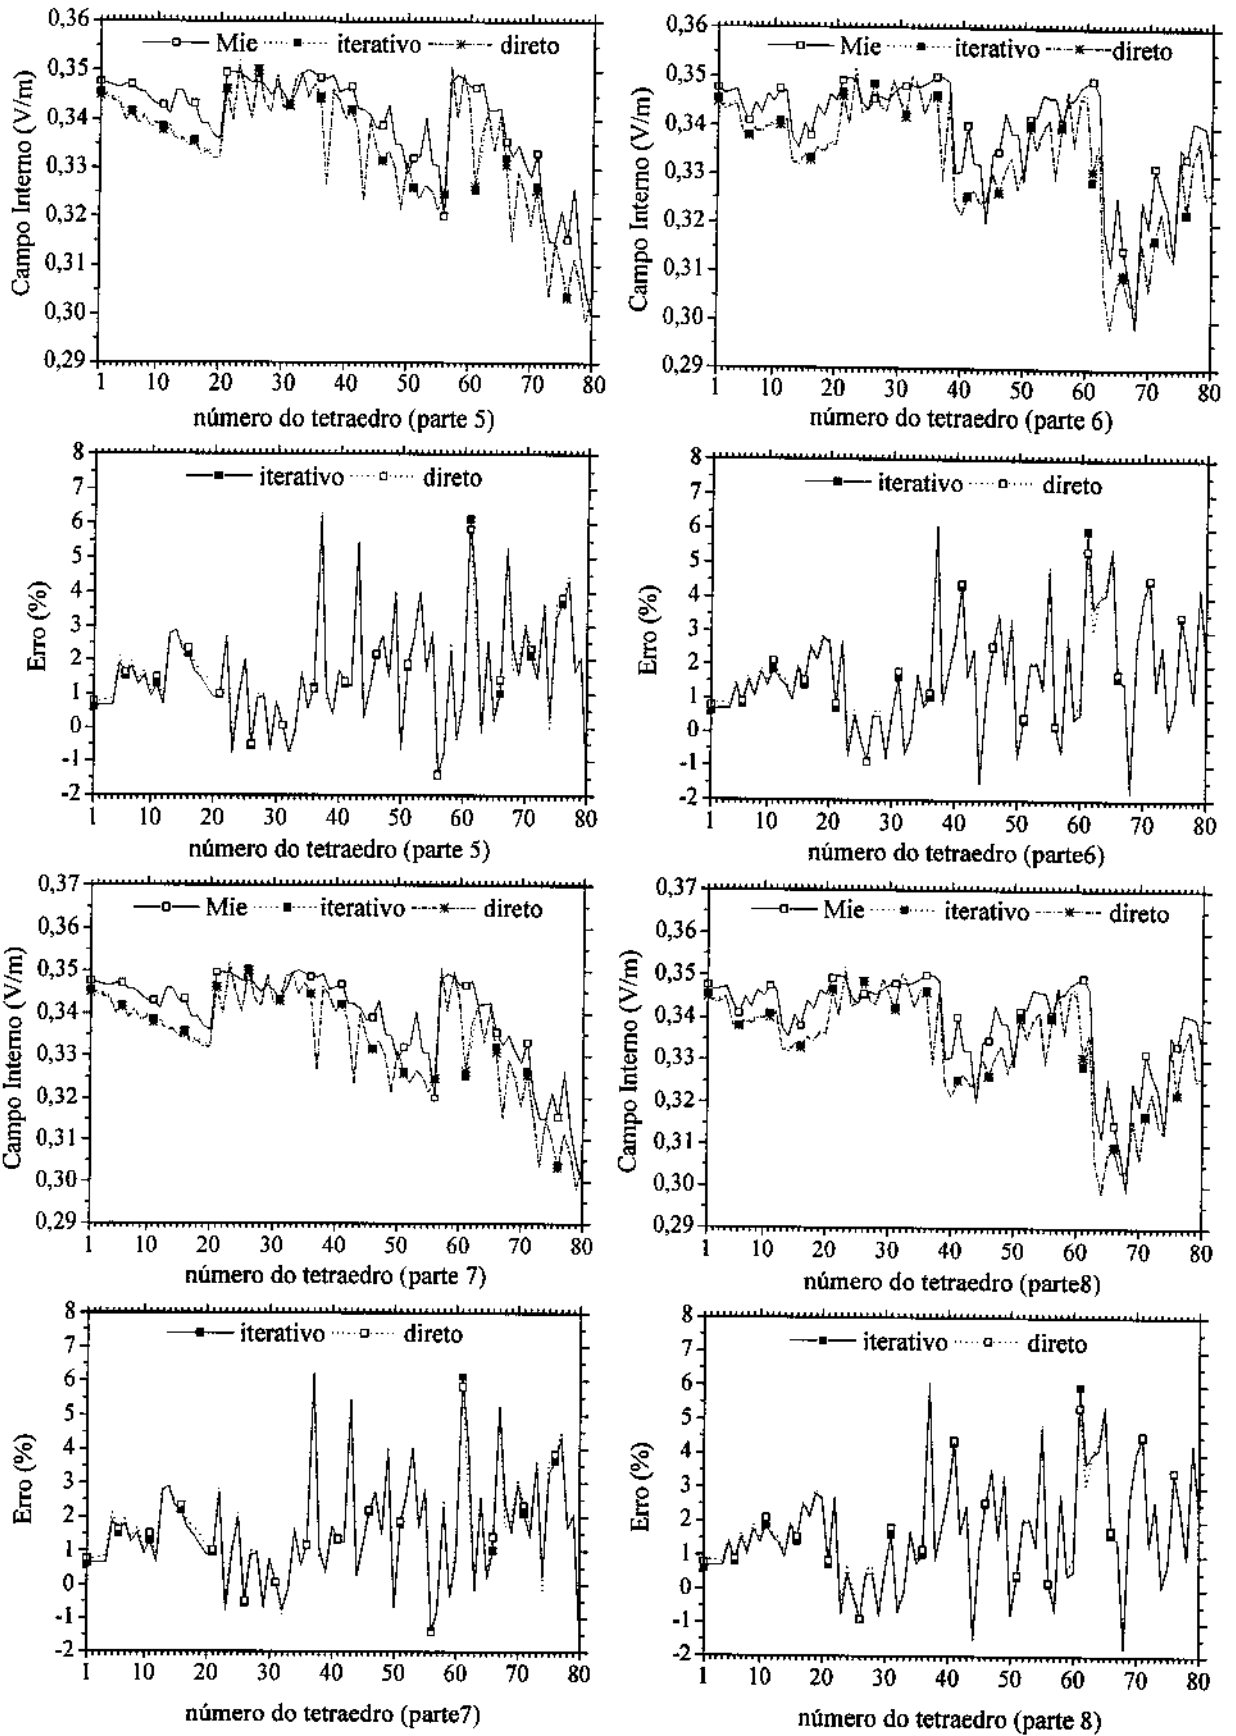 0,36
Mie iterativo direto
0,35
0,34
0,33
0,32
0,31
0,30
0,29
Campo Interno (V/m)
1 10 20 30 40 50 60 70 80
número do tetraedro (parte 5)
0,36
Mie iterativo direto
0,35
0,34
0,33
0,32
0,31
0,30
0,29
Campo Interno (V/m)
1 10 20 30 40 50 60 70 80
número do tetraedro (parte 6)
8
iterativo direto
7
6
5
4
3
2
1
0
-1
-2
Erro (%)
1 10 20 30 40 50 60 70 80
número do tetraedro (parte 5)
8
iterativo direto
7
6
5
4
3
2
1
0
-1
-2
Erro (%)
1 10 20 30 40 50 60 70 80
número do tetraedro (parte6)
0,37
Mie iterativo direto
0,36
0,35
0,34
0,33
0,32
0,31
0,30
0,29
Campo Interno (V/m)
1 10 20 30 40 50 60 70 80
número do tetraedro (parte 7)
0,37
Mie iterativo direto
0,36
0,35
0,34
0,33
0,32
0,31
0,30
0,29
Campo Interno (V/m)
1 10 20 30 40 50 60 70 80
número do tetraedro (parte8)
8
iterativo direto
7
6
5
4
3
2
1
0
-1
-2
Erro (%)
1 10 20 30 40 50 60 70 80
número do tetraedro (parte7)
8
iterativo direto
7
6
5
4
3
2
1
0
-1
-2
Erro (%)
1 10 20 30 40 50 60 70 80
número do tetraedro (parte 8)